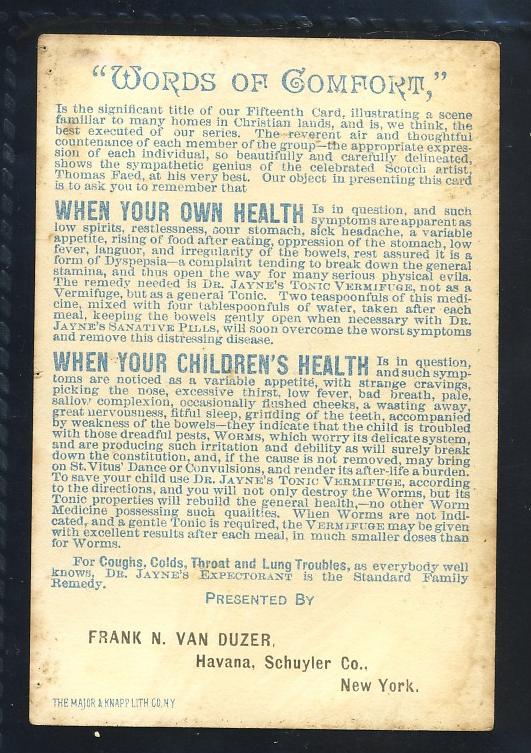 "WORDS OF COMFORT,"
Is the significant title of our Fifteenth Card, illustrating a scene
familiar to many homes in Christian lands, and is, we think, the
best executed of our series. The reverent air and thoughtful
countenance of each member of the group—the appropriate expres-
sion of each individual, so beautifully and carefully delineated,
shows the sympathetic genius of the celebrated Scotch artist,
Thomas Faed, at his very best. Our object in presenting this card
is to ask you to remember that
WHEN YOUR OWN HEALTH Is in question, and such
symptoms are apparent as
low spirits, restlessness, sour stomach, sick headache, a variable
appetite, rising of food after eating, oppression of the stomach, low
fever, languor, and irregularity of the bowels, rest assured it is a
form of Dyspepsia—a complaint tending to break down the general
stamina, and thus open the way for many serious physical evils.
The remedy needed is DR. JAYNE'S TONIC VERMIFUGE, not as a
Vermifuge, but as a general Tonic. Two teaspoonfuls of this medi-
cine, mixed with four tablespoonfuls of water, taken after each
meal, keeping the bowels gently open when necessary with DR.
JAYNE'S SANATIVE PILLS, will soon overcome the worst symptoms
and remove this distressing disease.
WHEN YOUR CHILDREN'S HEALTH Is in question,
and such symp-
toms are noticed as a variable appetite, with strange cravings,
picking the nose, excessive thirst, low fever, bad breath, pale,
sallow complexion, occasionally flushed cheeks, a wasting away,
great nervousness, fitful sleep, grinding of the teeth, accompanied
by weakness of the bowels—they indicate that the child is troubled
with those dreadful pests, WORMS, which worry its delicate system,
and are producing such irritation and debility as will surely break
down the constitution, and, if the cause is not removed, may bring
on St. Vitus' Dance or Convulsions, and render its after-life a burden.
To save your child use DR. JAYNE'S TONIC VERMIFUGE, according
to the directions, and you will not only destroy the Worms, but its
Tonic properties will rebuild the general health,—no other Worm
Medicine possessing such qualities. When Worms are not indi-
cated, and a gentle Tonic is required, the VERMIFUGE may be given
with excellent results after each meal, in much smaller doses than
for Worms.
For Coughs, Colds, Throat and Lung Troubles, as everybody well
knows, DR. JAYNE'S EXPECTORANT is the Standard Family
Remedy.
PRESENTED BY
FRANK N. VAN DUZER,
Havana, Schuyler Co.,
New York.
THE MAJOR & KNAPP LITH. CO. N.Y.